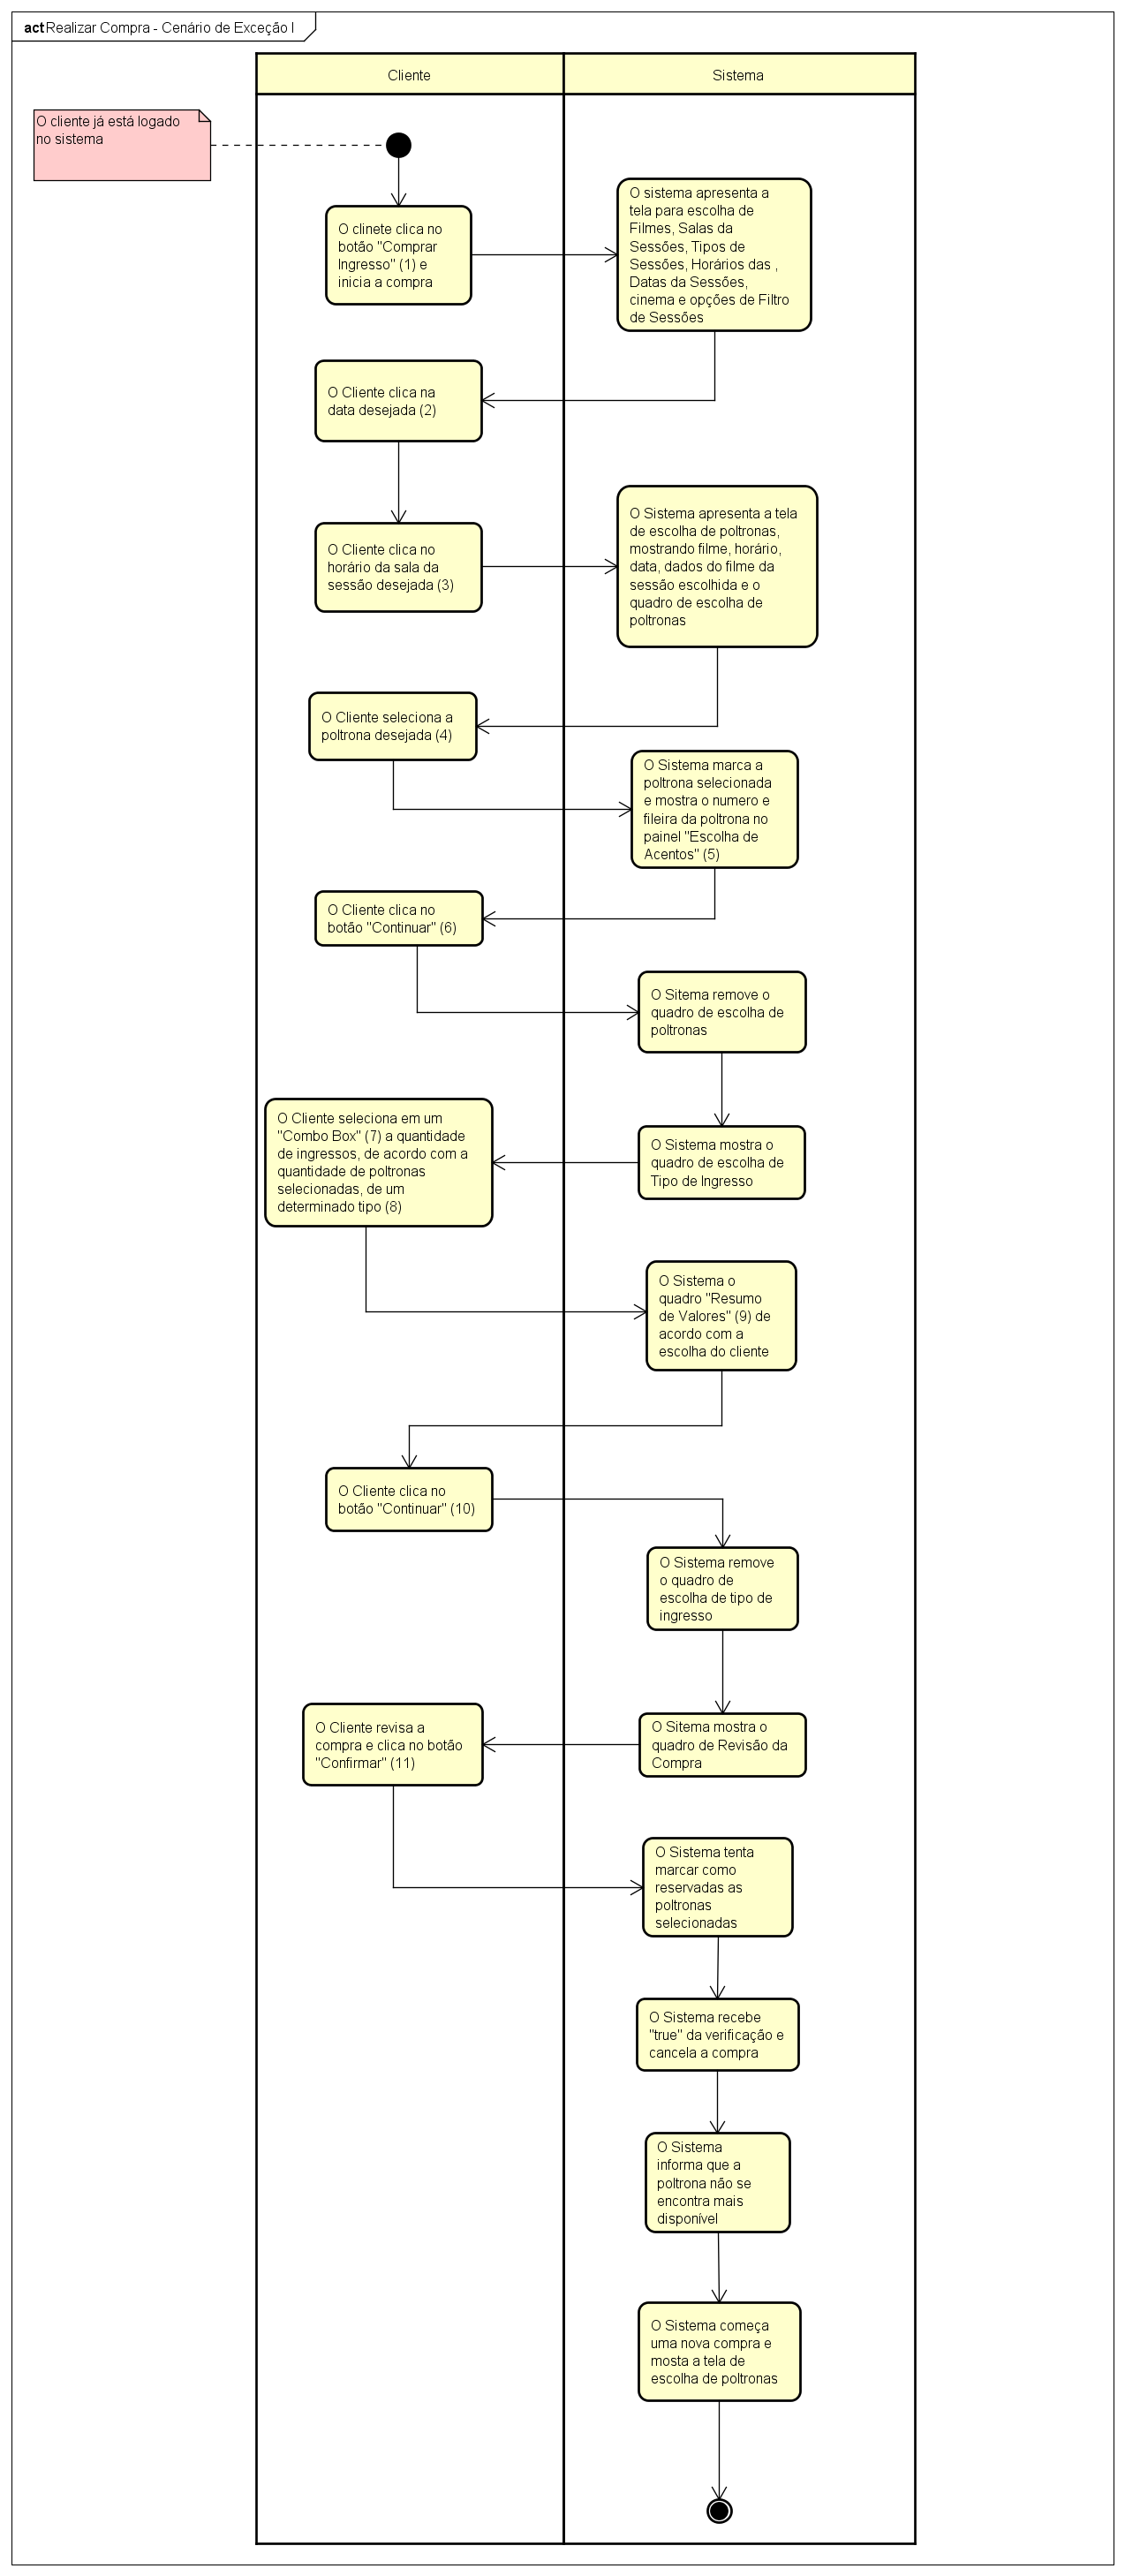 act Realizar Compra - Cenário de Exceção I
Cliente
Sistema
O cliente já está logado
no sistema
O clinete clica no
botão "Comprar
Ingresso" (1) e
inicia a compra
O sistema apresenta a
tela para escolha de
Filmes, Salas da
Sessões, Tipos de
Sessões, Horários das ,
Datas da Sessões,
cinema e opções de Filtro
de Sessões
O Cliente clica na
data desejada (2)
O Cliente clica no
horário da sala da
sessão desejada (3)
O Sistema apresenta a tela
de escolha de poltronas,
mostrando filme, horário,
data, dados do filme da
sessão escolhida e o
quadro de escolha de
poltronas
O Cliente seleciona a
poltrona desejada (4)
O Sistema marca a
poltrona selecionada
e mostra o numero e
fileira da poltrona no
painel "Escolha de
Acentos" (5)
O Cliente clica no
botão "Continuar" (6)
O Sitema remove o
quadro de escolha de
poltronas
O Sistema mostra o
quadro de escolha de
Tipo de Ingresso
O Cliente seleciona em um
"Combo Box" (7) a quantidade
de ingressos, de acordo com a
quantidade de poltronas
selecionadas, de um
determinado tipo (8)
O Sistema o
quadro "Resumo
de Valores" (9) de
acordo com a
escolha do cliente
O Cliente clica no
botão "Continuar" (10)
O Sistema remove
o quadro de
escolha de tipo de
ingresso
O Sitema mostra o
quadro de Revisão da
Compra
O Cliente revisa a
compra e clica no botão
"Confirmar" (11)
O Sistema tenta
marcar como
reservadas as
poltronas
selecionadas
O Sistema recebe
"true" da verificação e
cancela a compra
O Sistema
informa que a
poltrona não se
encontra mais
disponível
O Sistema começa
uma nova compra e
mosta a tela de
escolha de poltronas